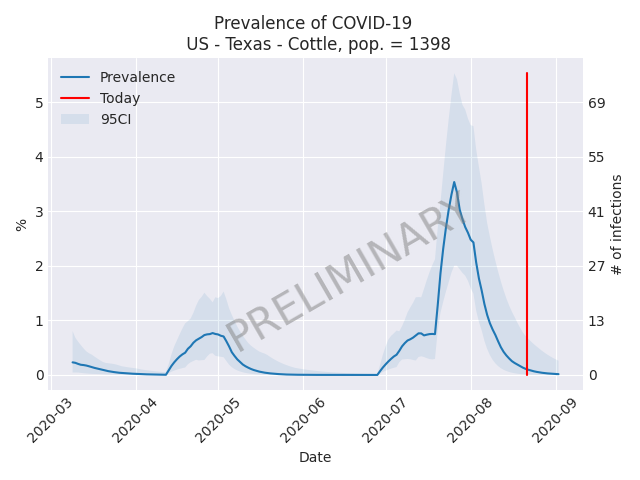 Prevalence of COVID-19
US - Texas - Cottle, pop. = 1398
Prevalence
Today
95CI
PRELIMINARY
%
5
4
3
2
1
0
69
55
41
27
13
0
# of infections
2020-03
2020-04
2020-05
2020-06
2020-07
2020-08
2020-09
Date